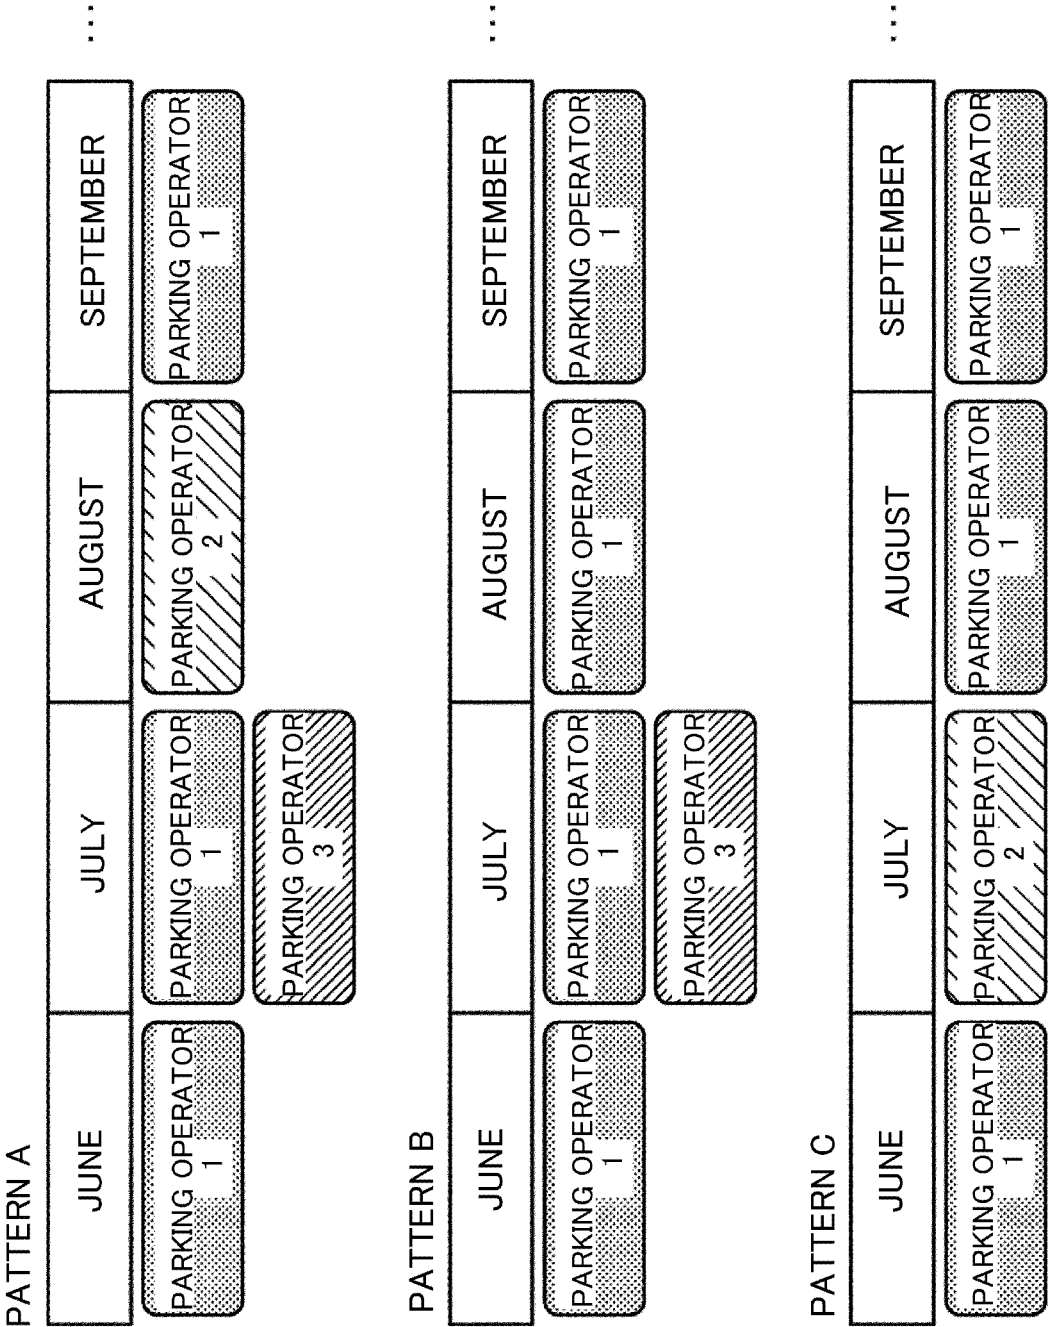 PATTERN A
JUNE
JULY
AUGUST
SEPTEMBER
...
PARKING OPERATOR
1
PARKING OPERATOR
1
PARKING OPERATOR
2
PARKING OPERATOR
1
PARKING OPERATOR
3
PATTERN B
JUNE
JULY
AUGUST
SEPTEMBER
...
PARKING OPERATOR
1
PARKING OPERATOR
1
PARKING OPERATOR
1
PARKING OPERATOR
1
PARKING OPERATOR
3
PATTERN C
JUNE
JULY
AUGUST
SEPTEMBER
...
PARKING OPERATOR
1
PARKING OPERATOR
2
PARKING OPERATOR
1
PARKING OPERATOR
1